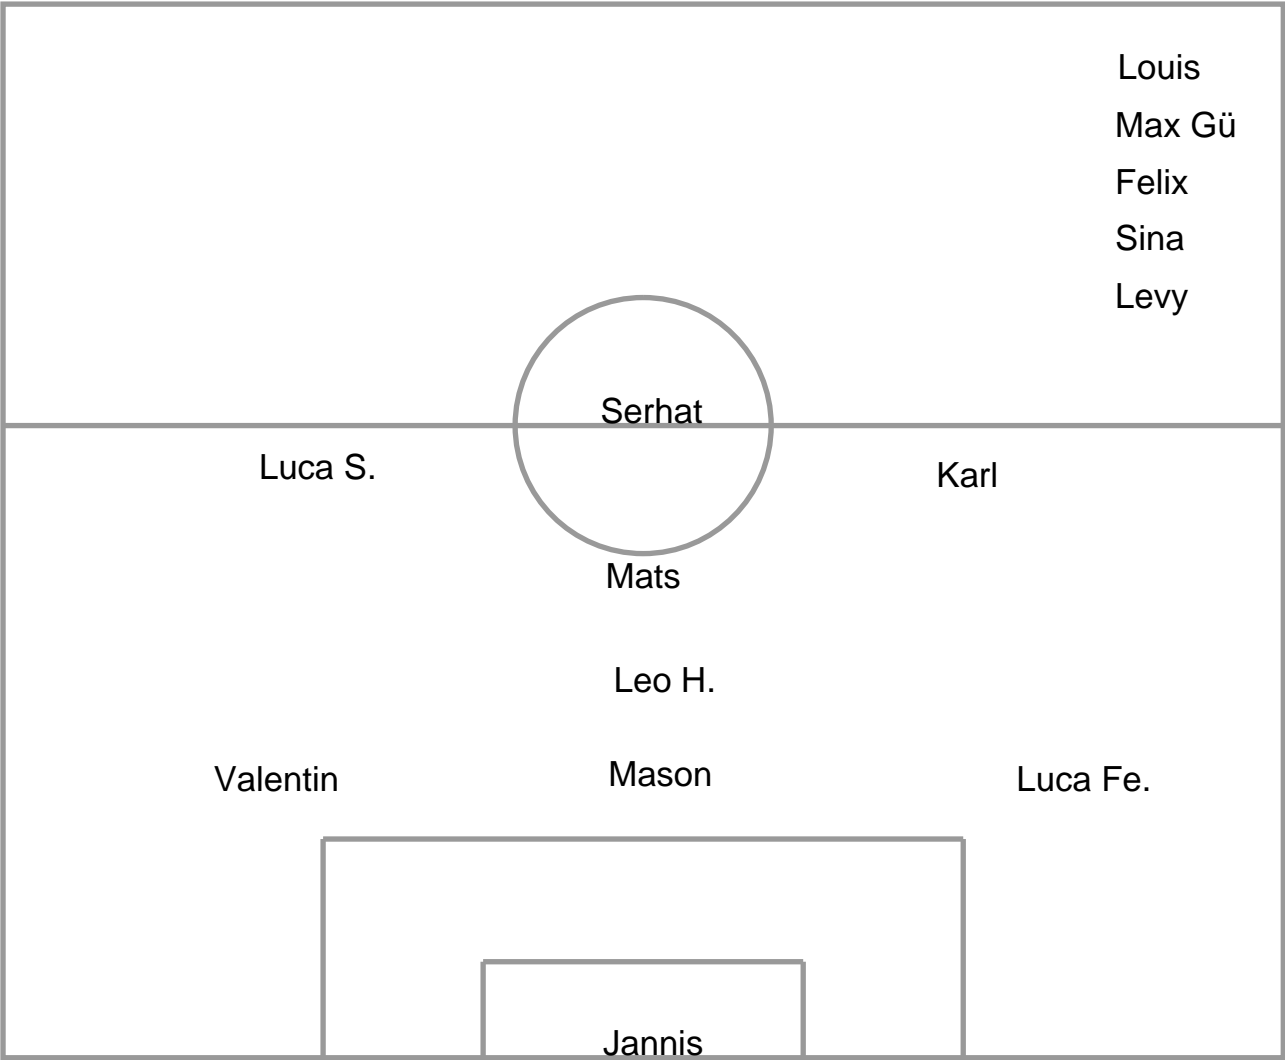 Louis
Max Gü
Felix
Sina
Levy
Serhat
Luca S.
Karl
Mats
Leo H.
Valentin
Mason
Luca Fe.
Jannis